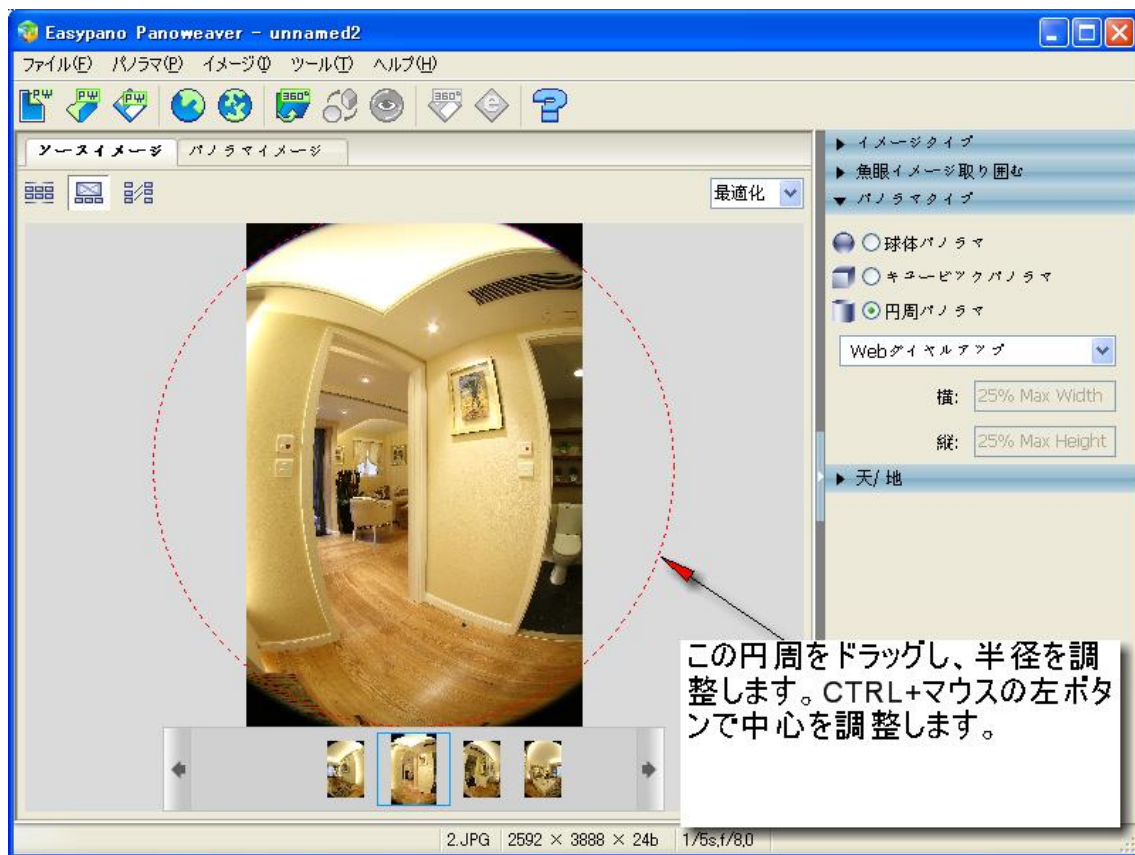 Easypano Panoweaver - unnamed2
ファイル(F) パノラマ(P) イメージ(I) ツール(T) ヘルプ(H)
ソースイメージ パノラマイメージ
最適化
イメージタイプ
魚眼イメージ取り囲む
パノラマタイプ
球体パノラマ
キュービックパノラマ
円周パノラマ
Webダイヤルアップ
横: 25% Max Width
縦: 25% Max Height
天/地
この円周をドラッグし、半径を調
整します。CTRL+マウスの左ボタ
ンで中心を調整します。
2.JPG 2592 × 3888 × 24b 1/5s,f/8.0